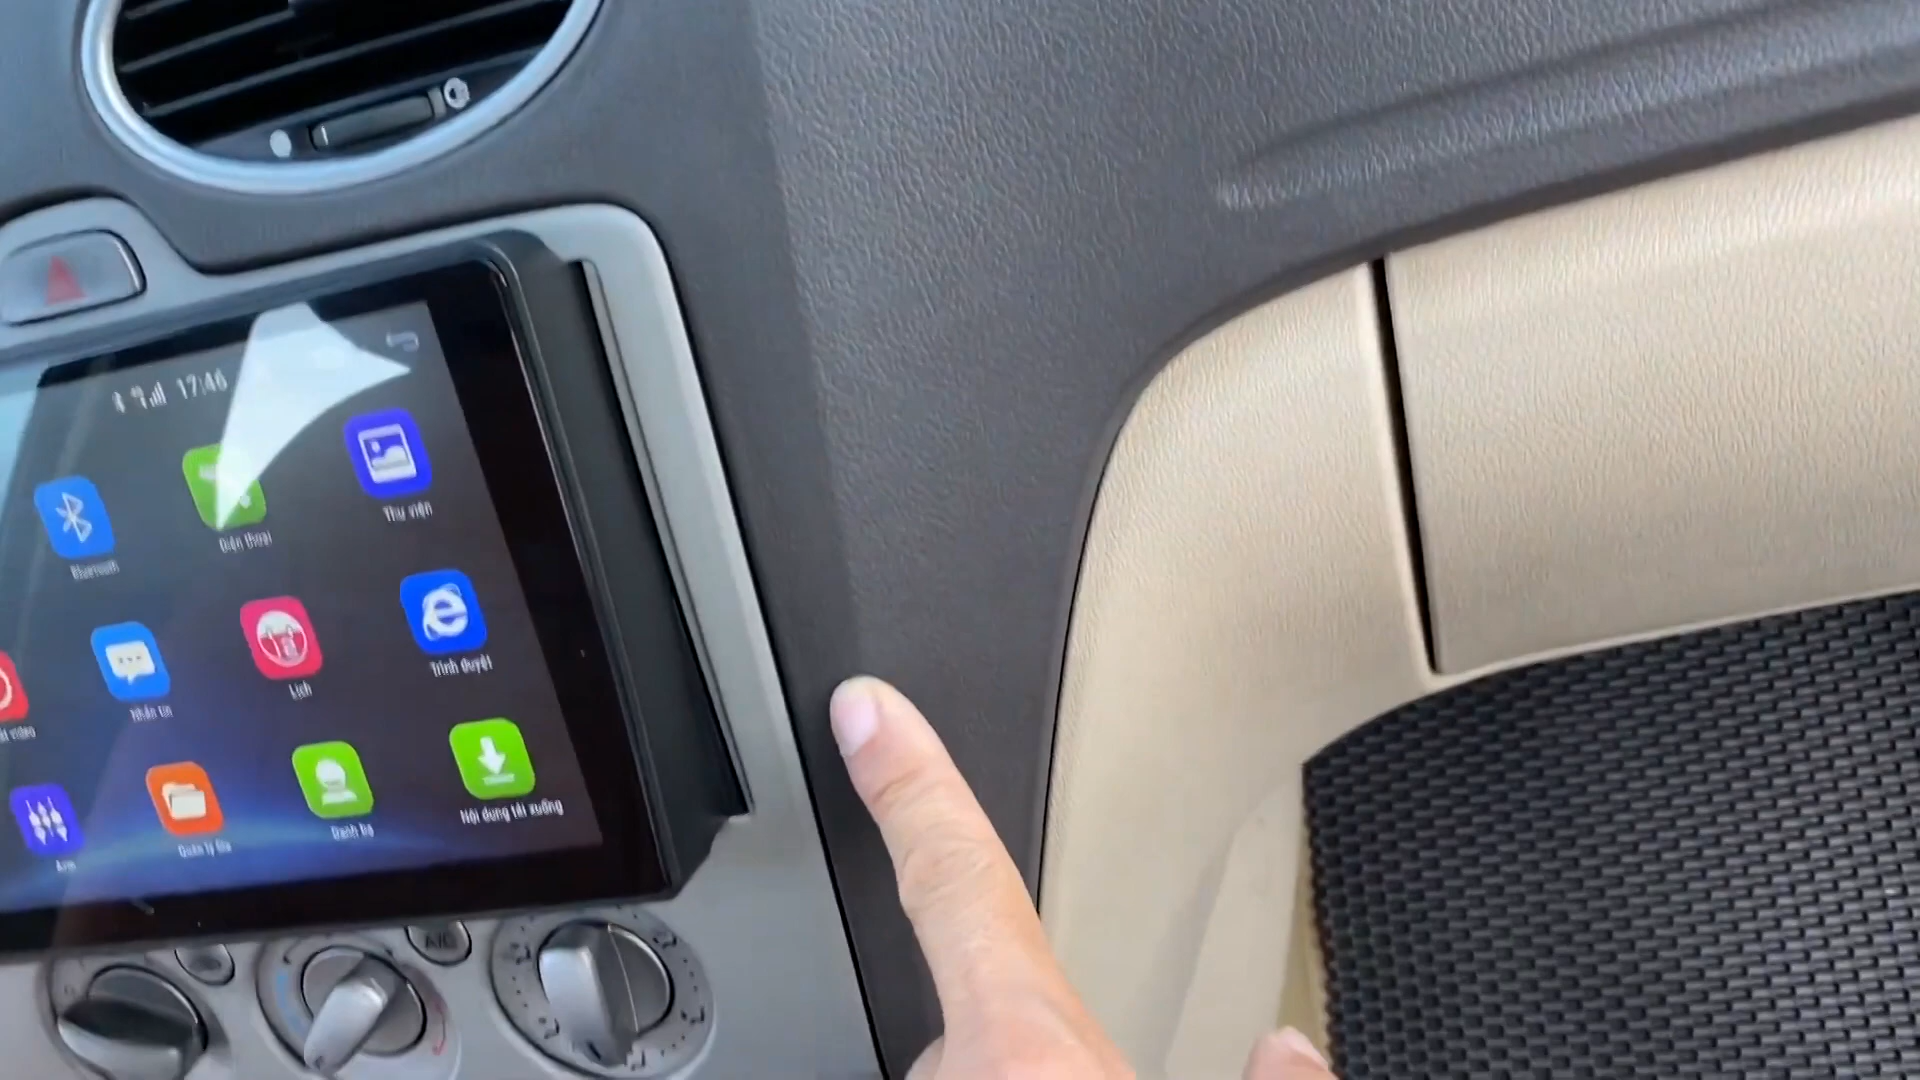 17:46
Thư viện
Điện thoại
Bluetooth
Trình duyệt
Lịch
Nhắn tin
Nội dung tải xuống
Danh bạ
Quản lý file
A/C